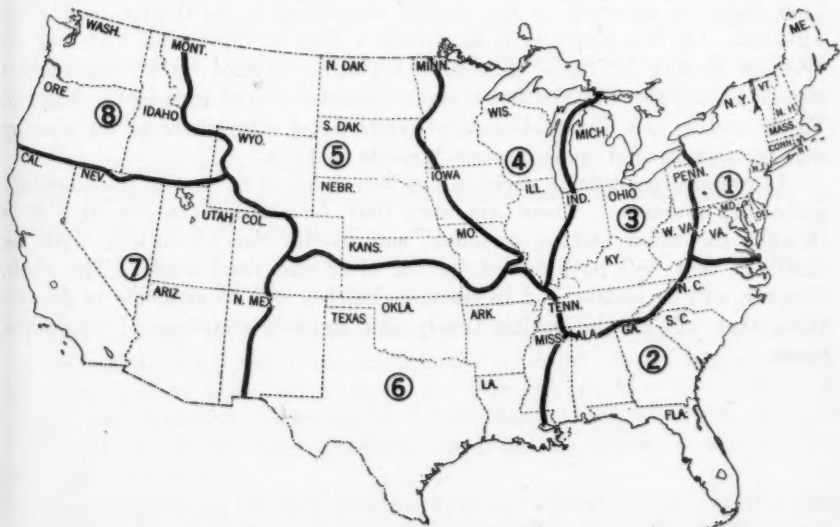 WASH.
MONT.
N. DAK.
MINN.
ME.
ORE.
⑧
IDAHO
WYO.
S. DAK.
⑤
WIS.
④
MICH.
N. Y.
VT.
N. H.
MASS.
CONN.
R.I.
CAL.
NEV.
UTAH
COL.
NEBR.
IOWA
ILL.
IND.
OHIO
③
PENN.
①
N.J.
MD.
DEL.
⑦
KANS.
MO.
KY.
W. VA.
VA.
ARIZ.
N. MEX.
TEXAS
OKLA.
ARK.
TENN.
N. C.
⑥
LA.
MISS.
ALA.
GA.
S. C.
②
FLA.